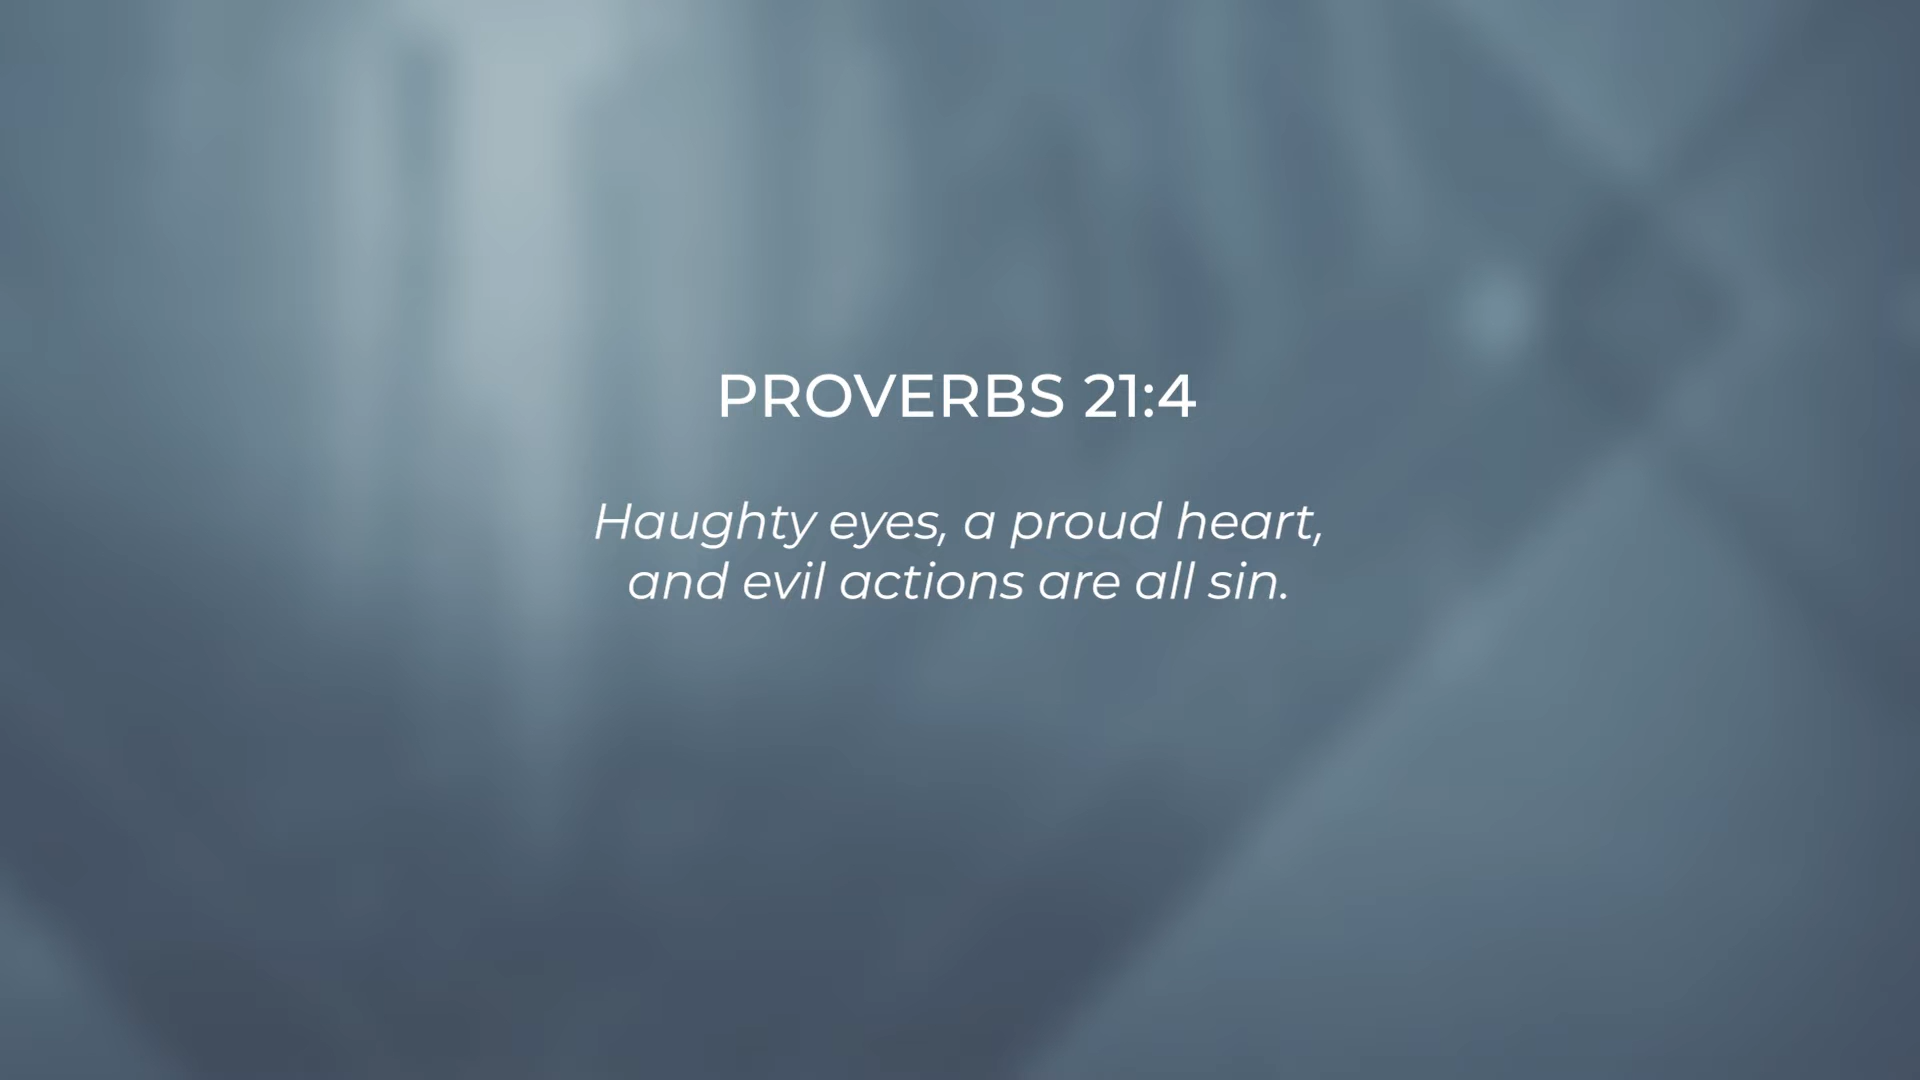 PROVERBS 21:4
Haughty eyes, a proud heart,
and evil actions are all sin.